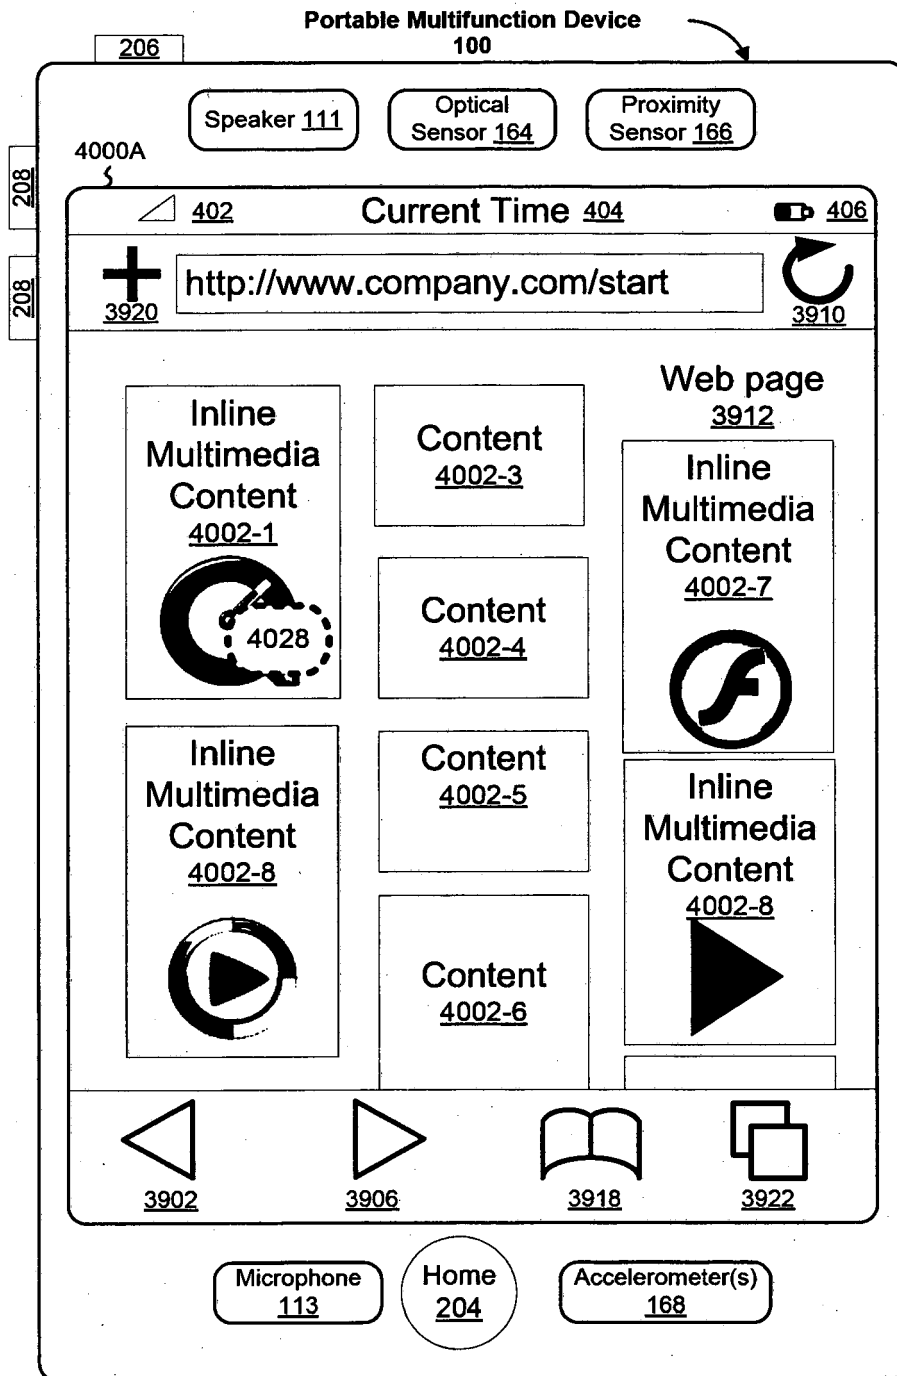 Portable Multifunction Device
100
206
Speaker 111
Optical
Sensor 164
Proximity
Sensor 166
4000A
208
208
402
Current Time 404
406
3920
http://www.company.com/start
3910
Web page
3912
Inline
Multimedia
Content
4002-1
4028
Content
4002-3
Inline
Multimedia
Content
4002-7
Content
4002-4
Inline
Multimedia
Content
4002-8
Content
4002-5
Inline
Multimedia
Content
4002-8
Content
4002-6
3902
3906
3918
3922
Microphone
113
Home
204
Accelerometer(s)
168